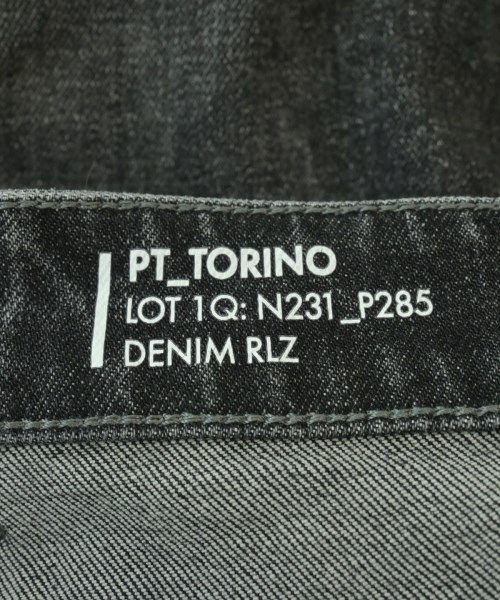 PT_TORINO
LOT 1Q: N231_P285
DENIM RLZ